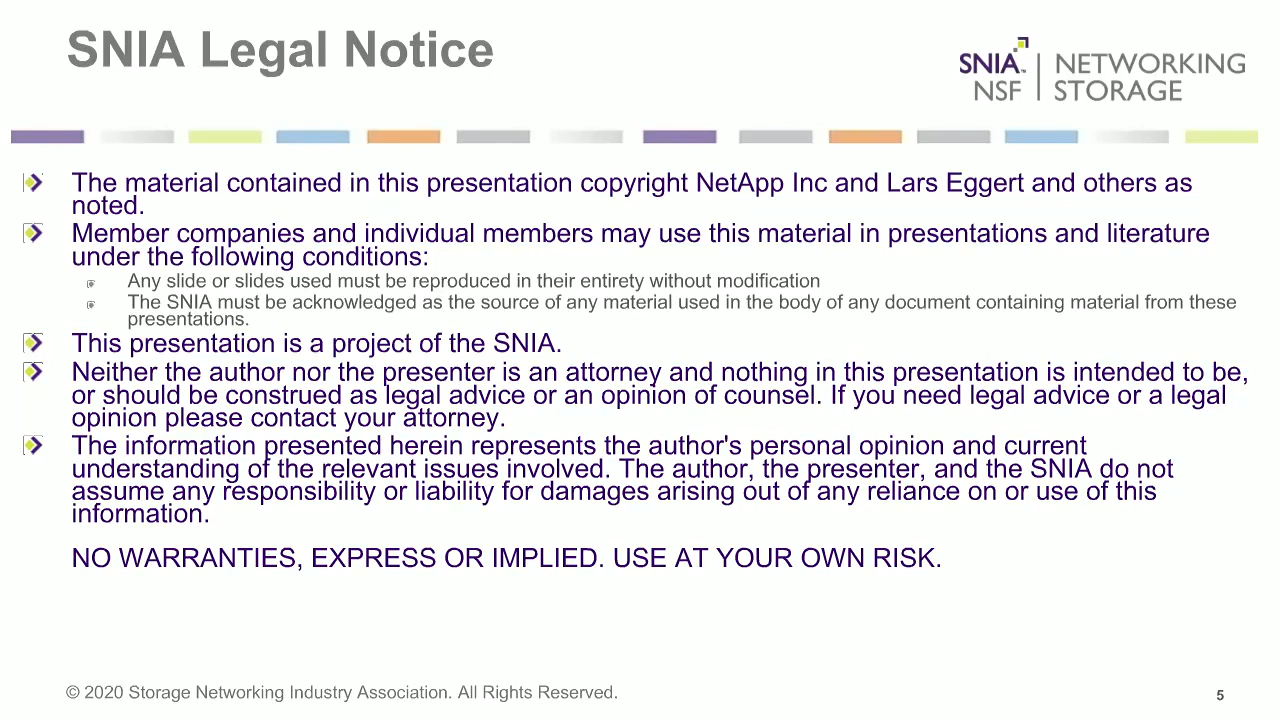 SNIA Legal Notice
SNIA™ NETWORKING
NSF STORAGE
The material contained in this presentation copyright NetApp Inc and Lars Eggert and others as
noted.
Member companies and individual members may use this material in presentations and literature
under the following conditions:
Any slide or slides used must be reproduced in their entirety without modification
The SNIA must be acknowledged as the source of any material used in the body of any document containing material from these
presentations.
This presentation is a project of the SNIA.
Neither the author nor the presenter is an attorney and nothing in this presentation is intended to be,
or should be construed as legal advice or an opinion of counsel. If you need legal advice or a legal
opinion please contact your attorney.
The information presented herein represents the author's personal opinion and current
understanding of the relevant issues involved. The author, the presenter, and the SNIA do not
assume any responsibility or liability for damages arising out of any reliance on or use of this
information.
NO WARRANTIES, EXPRESS OR IMPLIED. USE AT YOUR OWN RISK.
© 2020 Storage Networking Industry Association. All Rights Reserved.
5